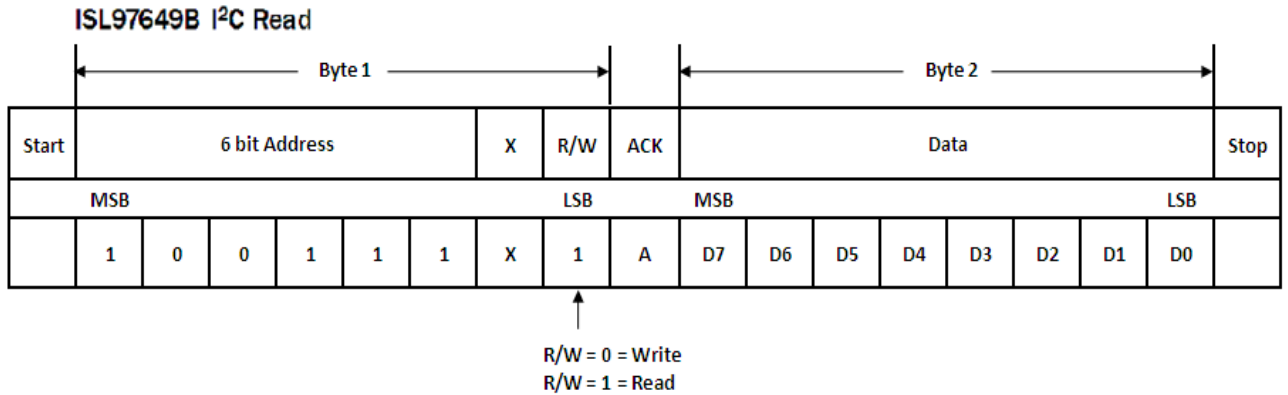 ISL97649B I²C Read
Byte 1 Byte 2
Start 6 bit Address X R/W ACK Data Stop
MSB LSB MSB LSB
1 0 0 1 1 1 X 1 A D7 D6 D5 D4 D3 D2 D1 D0
R/W = 0 = Write
R/W = 1 = Read